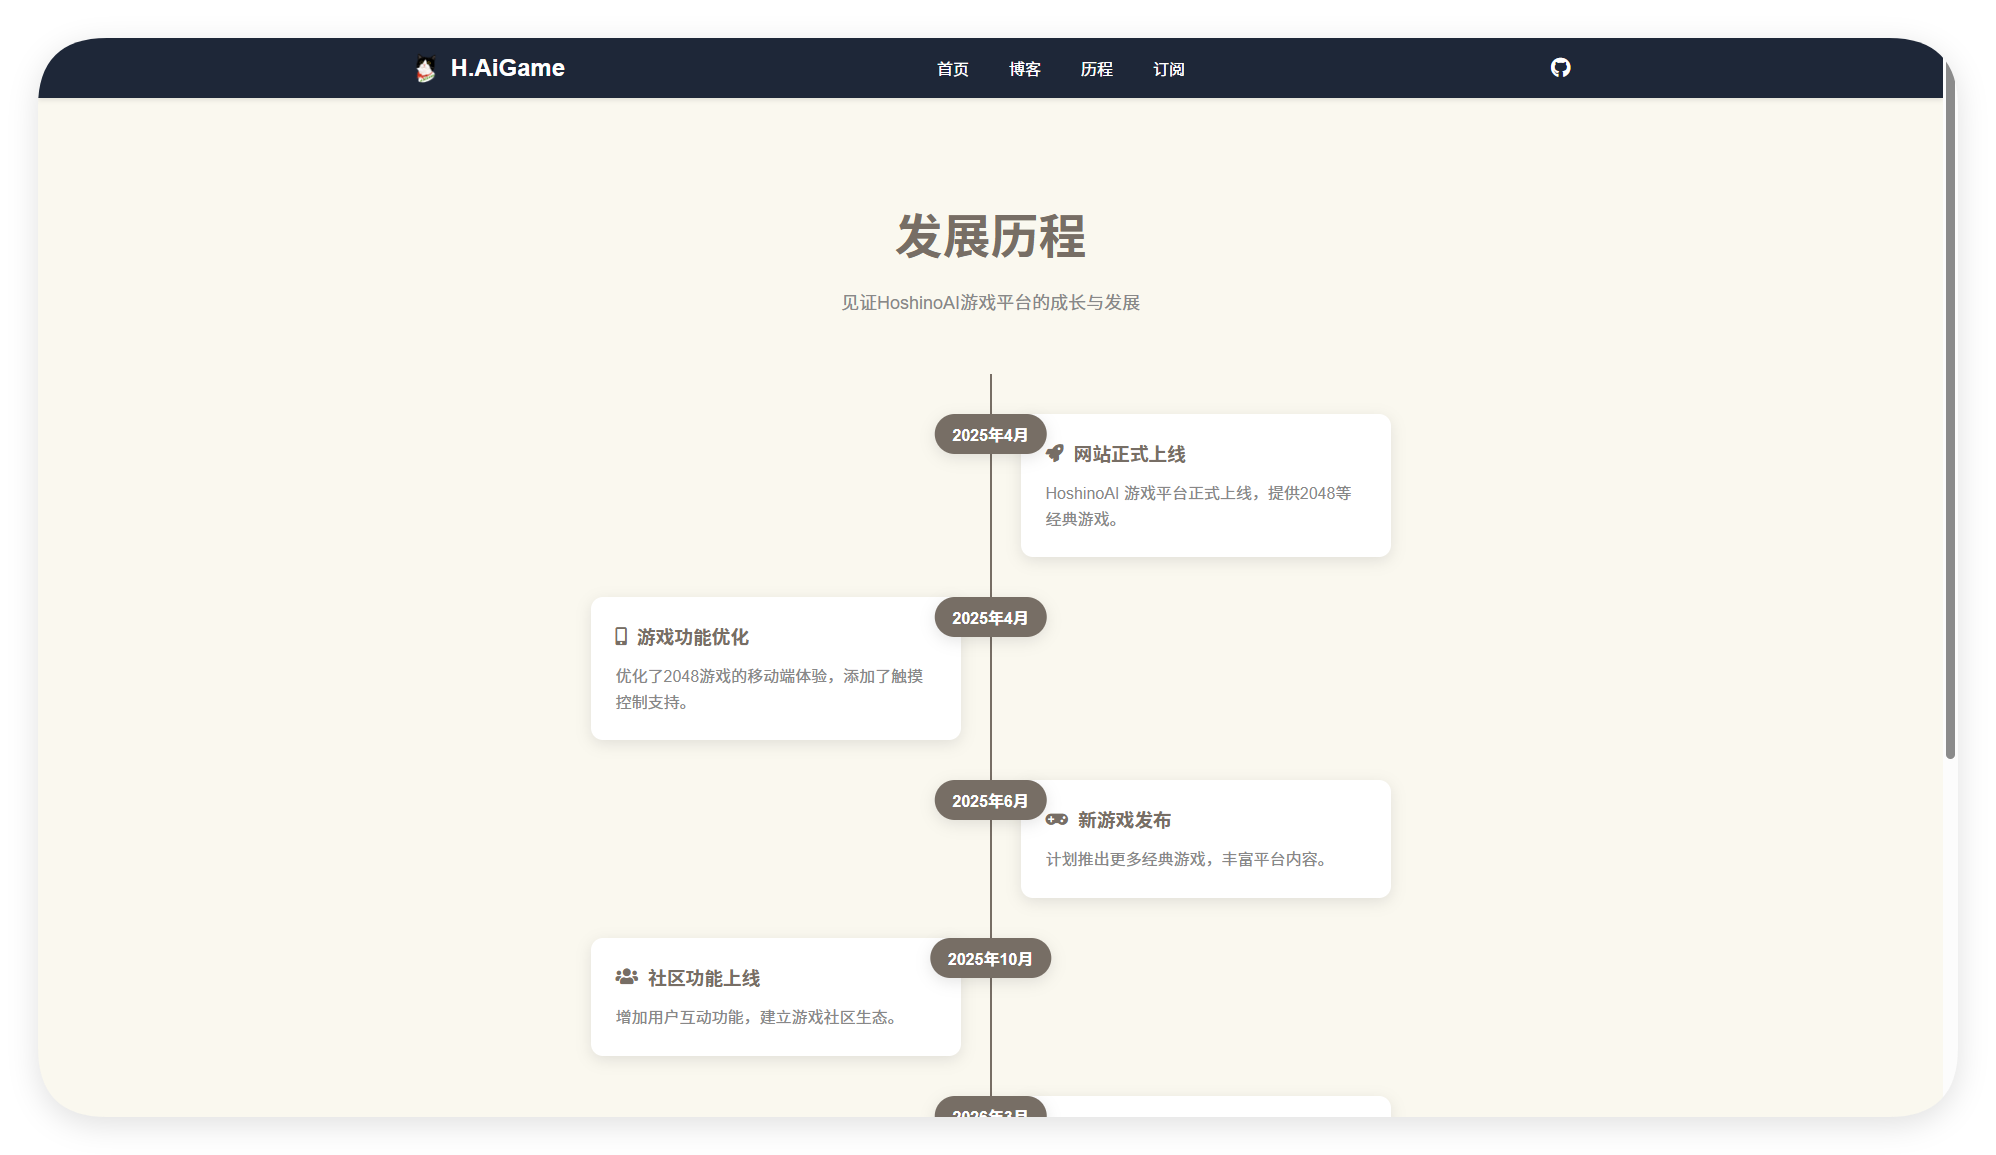 H.AiGame
首页 博客 历程 订阅
发展历程
见证HoshinoAI游戏平台的成长与发展
2025年4月
网站正式上线
HoshinoAI 游戏平台正式上线，提供2048等
经典游戏。
2025年4月
游戏功能优化
优化了2048游戏的移动端体验，添加了触摸
控制支持。
2025年6月
新游戏发布
计划推出更多经典游戏，丰富平台内容。
2025年10月
社区功能上线
增加用户互动功能，建立游戏社区生态。
2026年3月